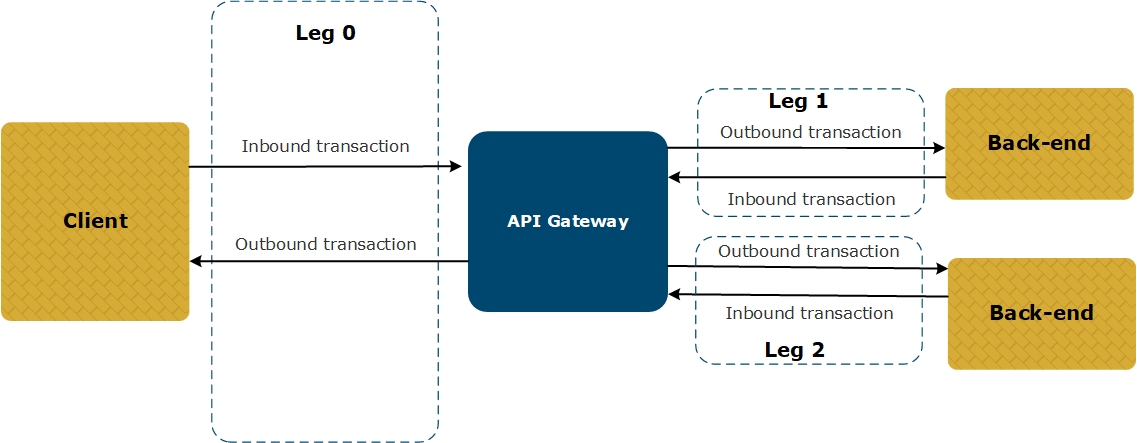 Leg 0
Inbound transaction
Client
Outbound transaction
API Gateway
Leg 1
Outbound transaction
Inbound transaction
Back-end
Outbound transaction
Inbound transaction
Leg 2
Back-end